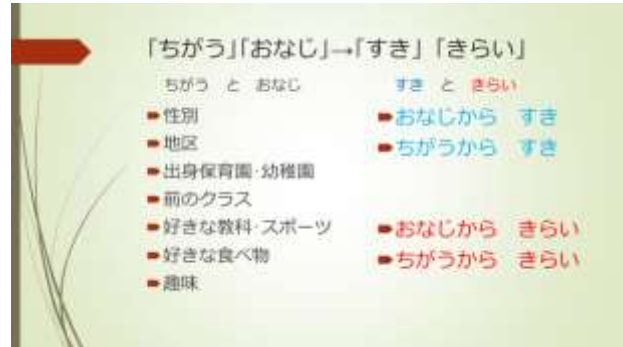 「ちがう」「おなじ」→「すき」「きらい」
ちがう と おなじ
性別
地区
出身保育園・幼稚園
前のクラス
好きな教科・スポーツ
好きな食べ物
趣味
すき と きらい
おなじから すき
ちがうから すき
おなじから きらい
ちがうから きらい